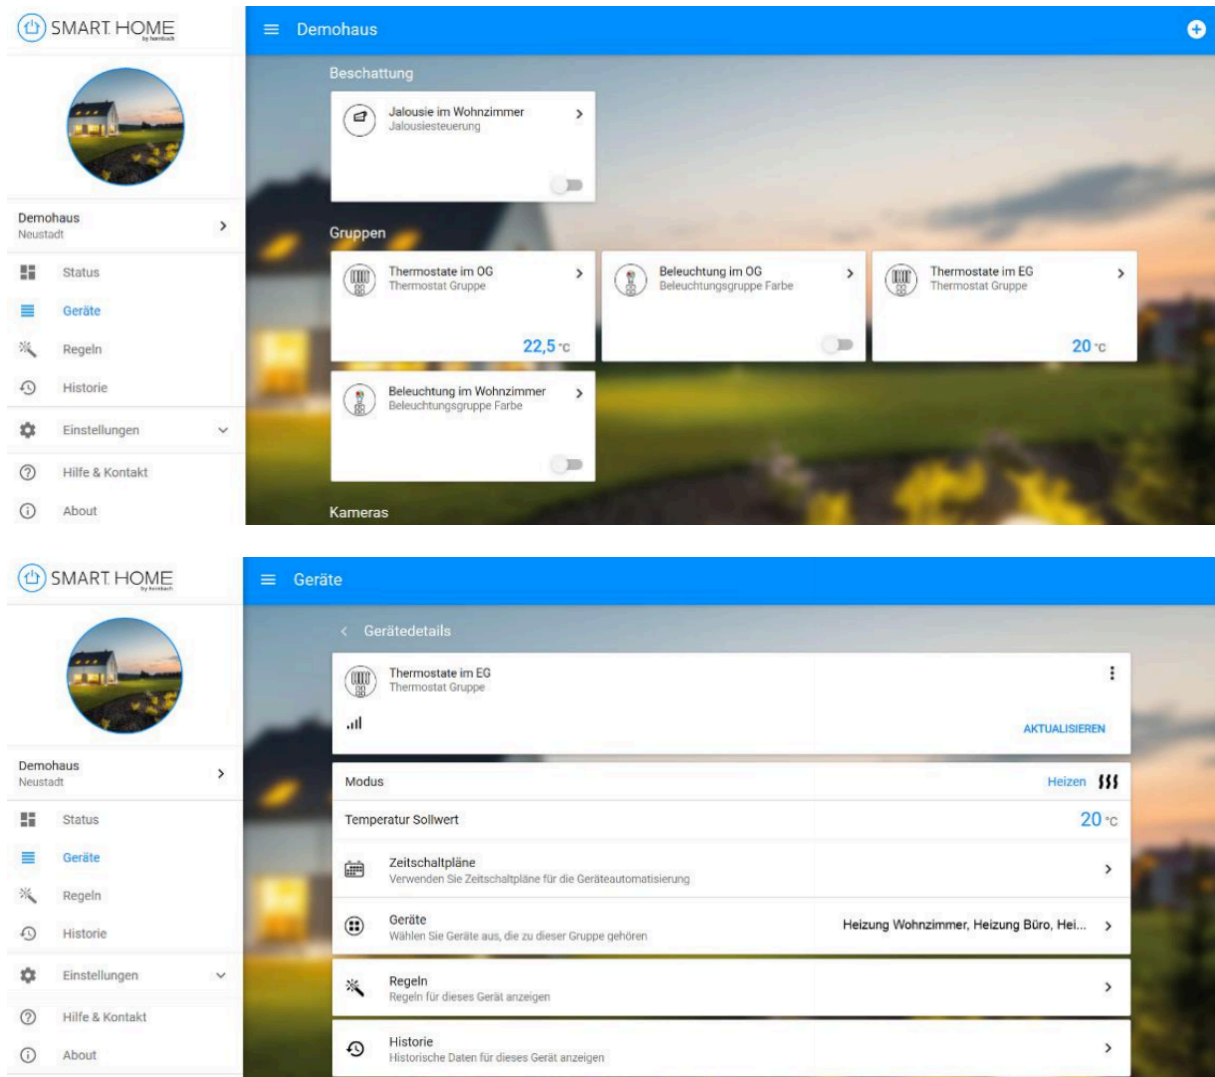 SMART HOME
by heimbach
Demohaus
Neustadt
Status
Geräte
Regeln
Historie
Einstellungen
Hilfe & Kontakt
About
Demohaus
Beschattung
Jalousie im Wohnzimmer
Jalousiesteuerung
Gruppen
Thermostate im OG
Thermostat Gruppe
22,5 °C
Beleuchtung im OG
Beleuchtungsgruppe Farbe
Thermostate im EG
Thermostat Gruppe
20 °C
Beleuchtung im Wohnzimmer
Beleuchtungsgruppe Farbe
Kameras
SMART HOME
by heimbach
Demohaus
Neustadt
Status
Geräte
Regeln
Historie
Einstellungen
Hilfe & Kontakt
About
Geräte
Gerätedetails
Thermostate im EG
Thermostat Gruppe
AKTUALISIEREN
Modus
Heizen
Temperatur Sollwert
20 °C
Zeitschaltpläne
Verwenden Sie Zeitschaltpläne für die Geräteautomatisierung
Geräte
Wählen Sie Geräte aus, die zu dieser Gruppe gehören
Heizung Wohnzimmer, Heizung Büro, Hei...
Regeln
Regeln für dieses Gerät anzeigen
Historie
Historische Daten für dieses Gerät anzeigen